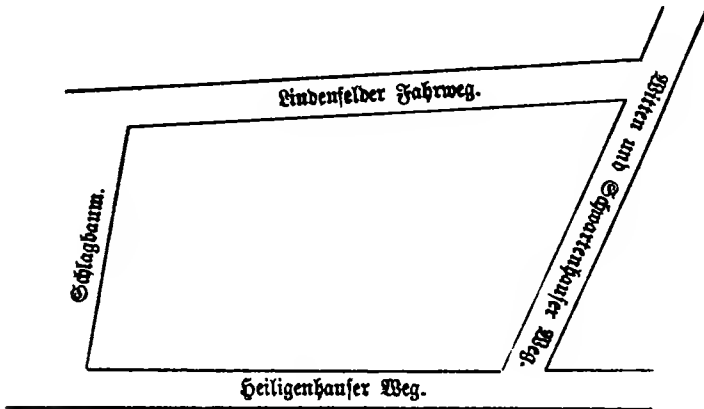 Lindenfelder Fahrweg.
Witten und Schwartenhauser Weg.
Schlagbaum.
Heiligenhauser Weg.